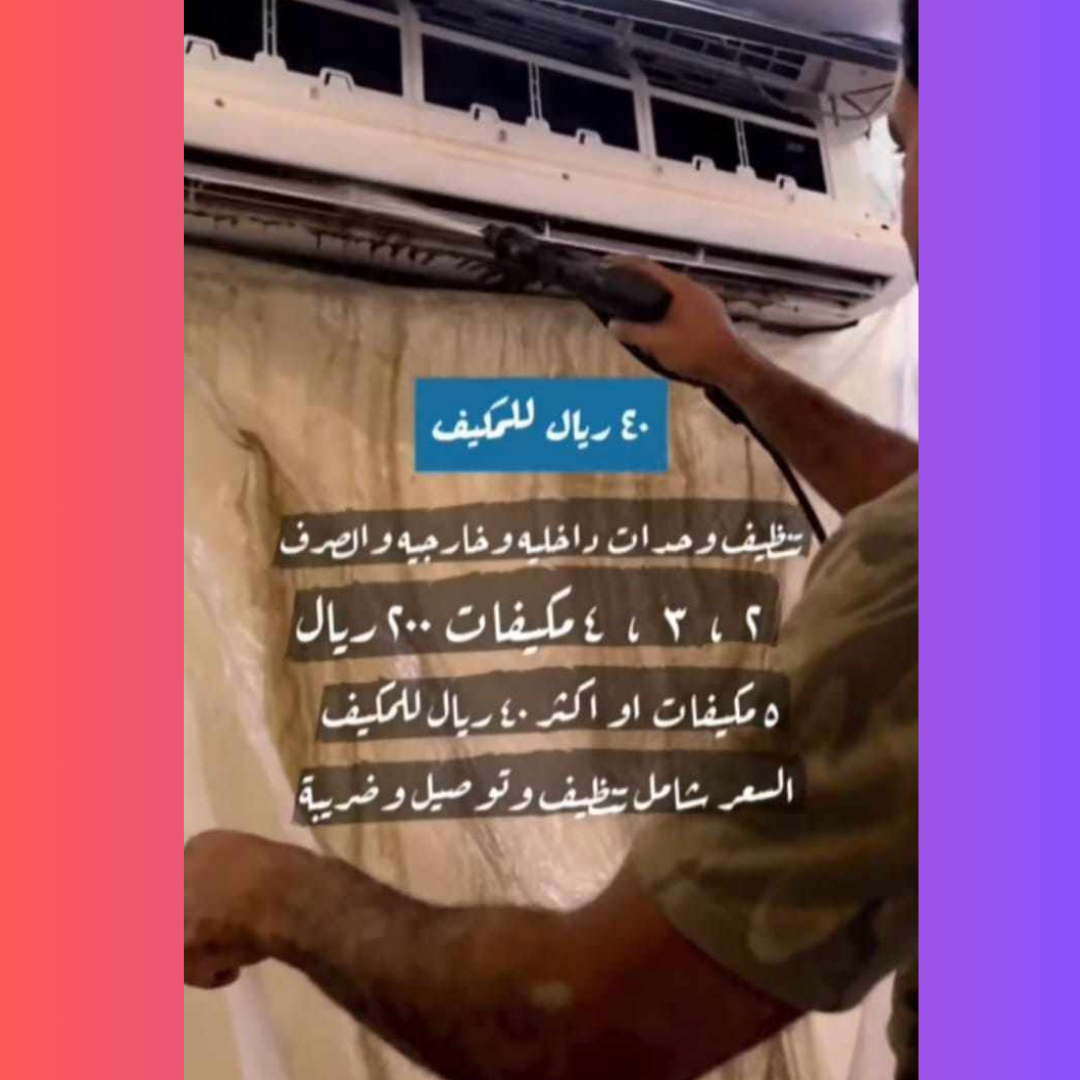 ٤٠ ريال للمكيف
تنظيف وحدات داخليه وخارجيه والصرف
٢ ، ٣ ، ٤ مكيفات ٢٠٠ ريال
٥ مكيفات او اكثر ٤٠ ريال للمكيف
السعر شامل تنظيف وتوصيل وضريبة